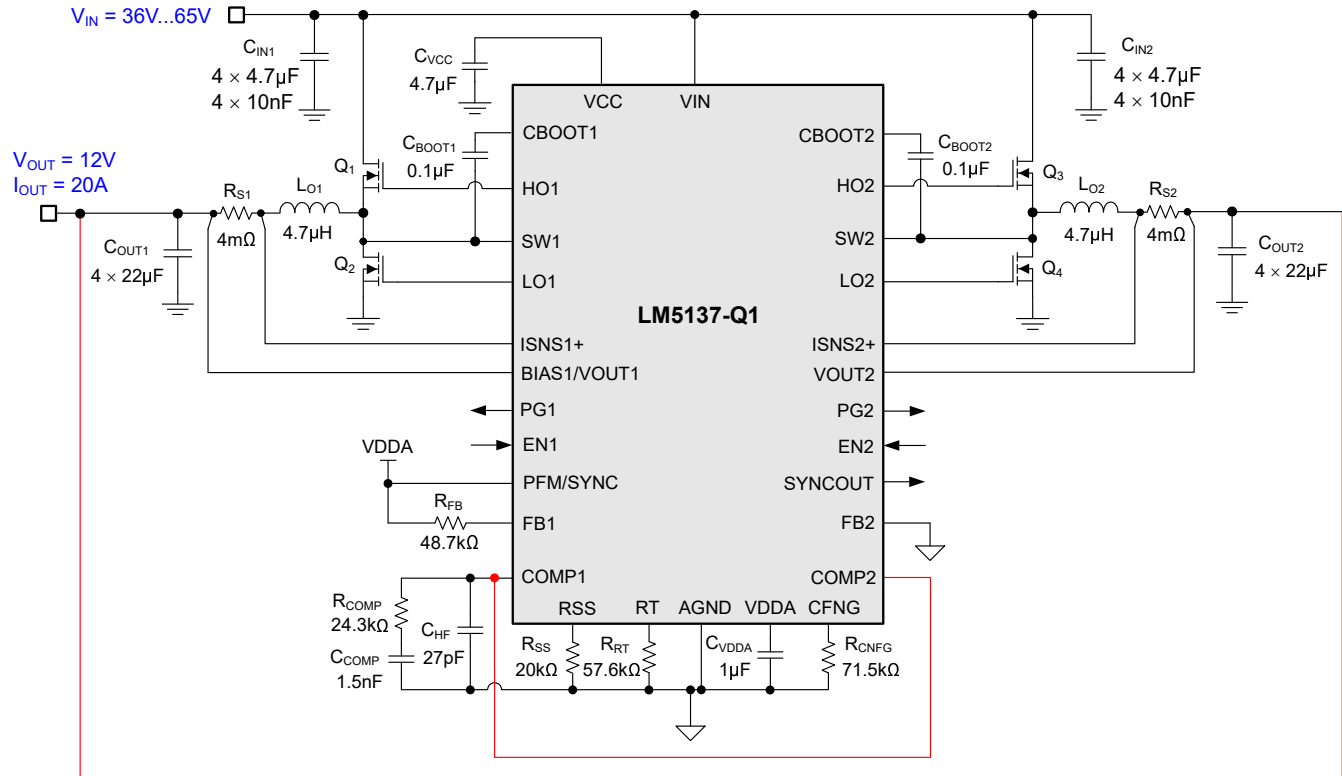 VIN = 36V...65V
CIN1
4 × 4.7µF
4 × 10nF
CVCC
4.7µF
CIN2
4 × 4.7µF
4 × 10nF
VCC
VIN
CBOOT1
CBOOT2
CBOOT1
0.1µF
CBOOT2
0.1µF
VOUT = 12V
IOUT = 20A
Q1
HO1
HO2
Q3
RS1
4mΩ
LO1
4.7µH
LO2
4.7µH
RS2
4mΩ
SW1
SW2
COUT1
4 × 22µF
Q2
LO1
LO2
Q4
COUT2
4 × 22µF
LM5137-Q1
ISNS1+
ISNS2+
BIAS1/VOUT1
VOUT2
PG1
PG2
EN1
EN2
VDDA
PFM/SYNC
SYNCOUT
RFB
48.7kΩ
FB1
FB2
COMP1
COMP2
RSS
RT
AGND
VDDA
CFNG
RCOMP
24.3kΩ
CCOMP
1.5nF
CHF
27pF
RSS
20kΩ
RRT
57.6kΩ
CVDDA
1µF
RCNFG
71.5kΩ